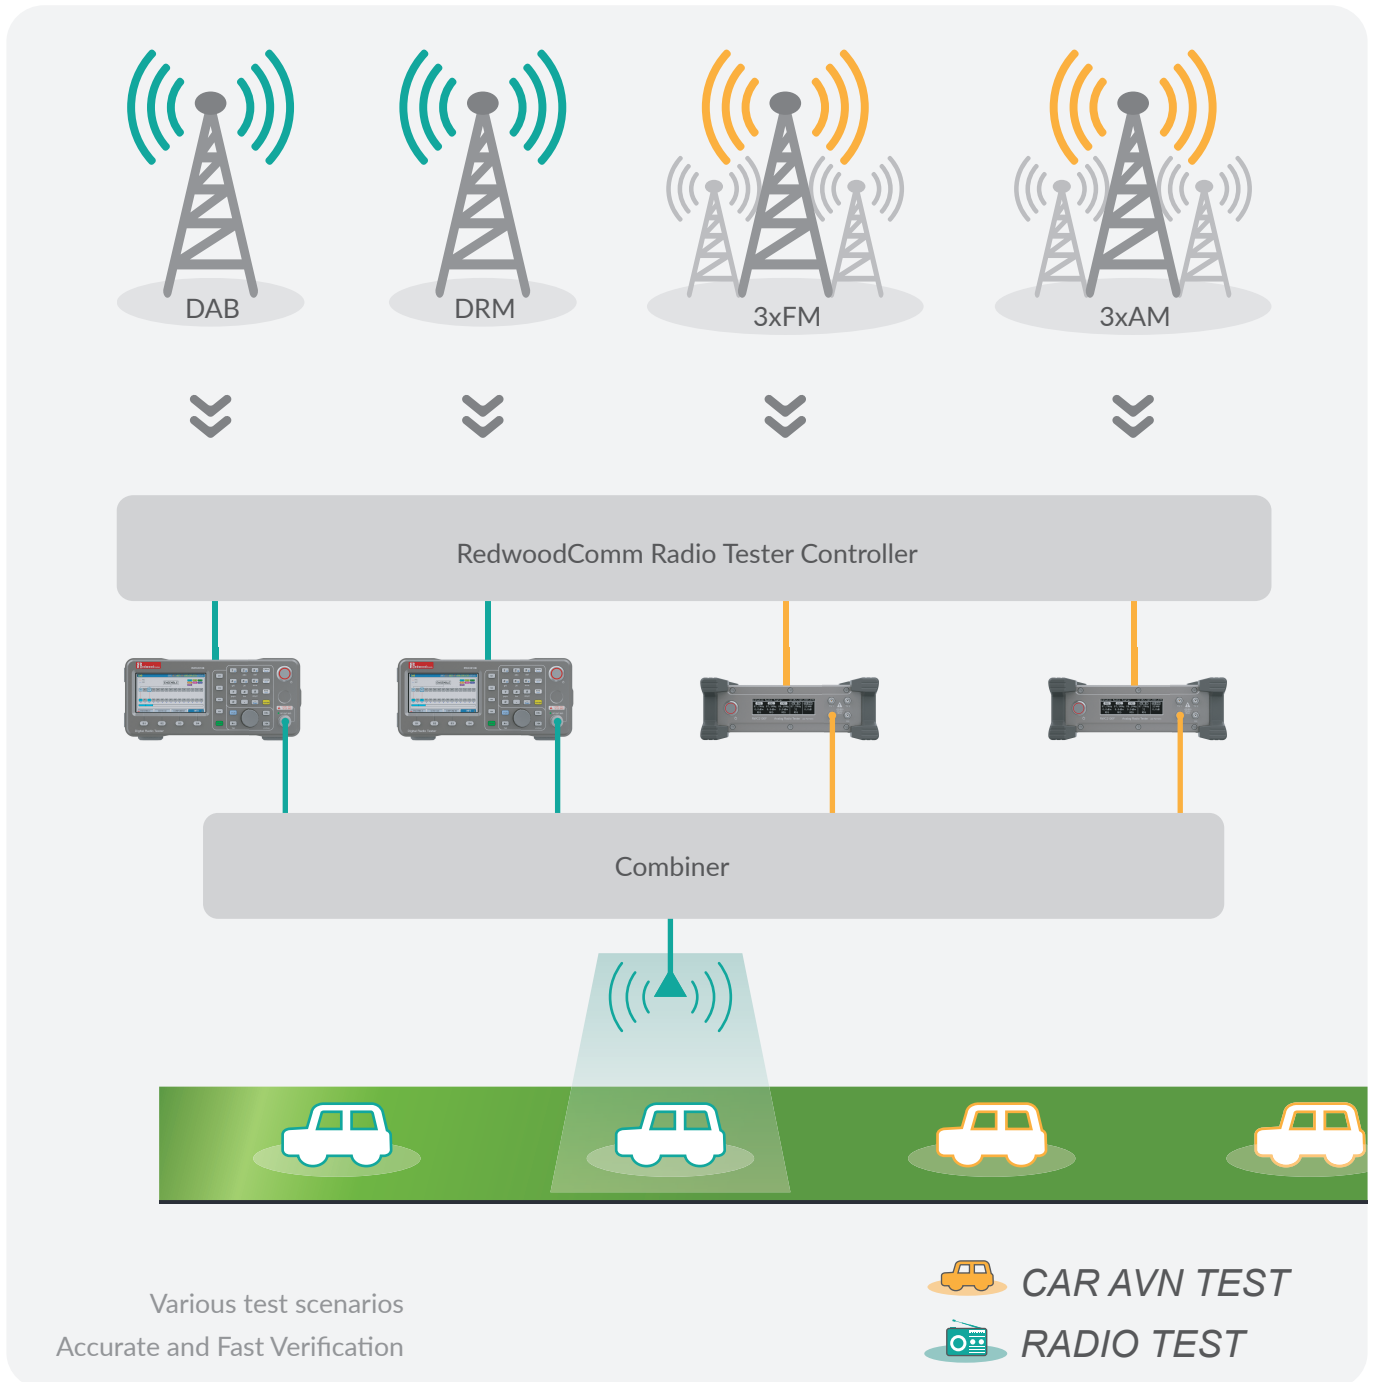 DAB
DRM
3xFM
3xAM
RedwoodComm Radio Tester Controller
Combiner
CAR AVN TEST
Various test scenarios
RADIO TEST
Accurate and Fast Verification